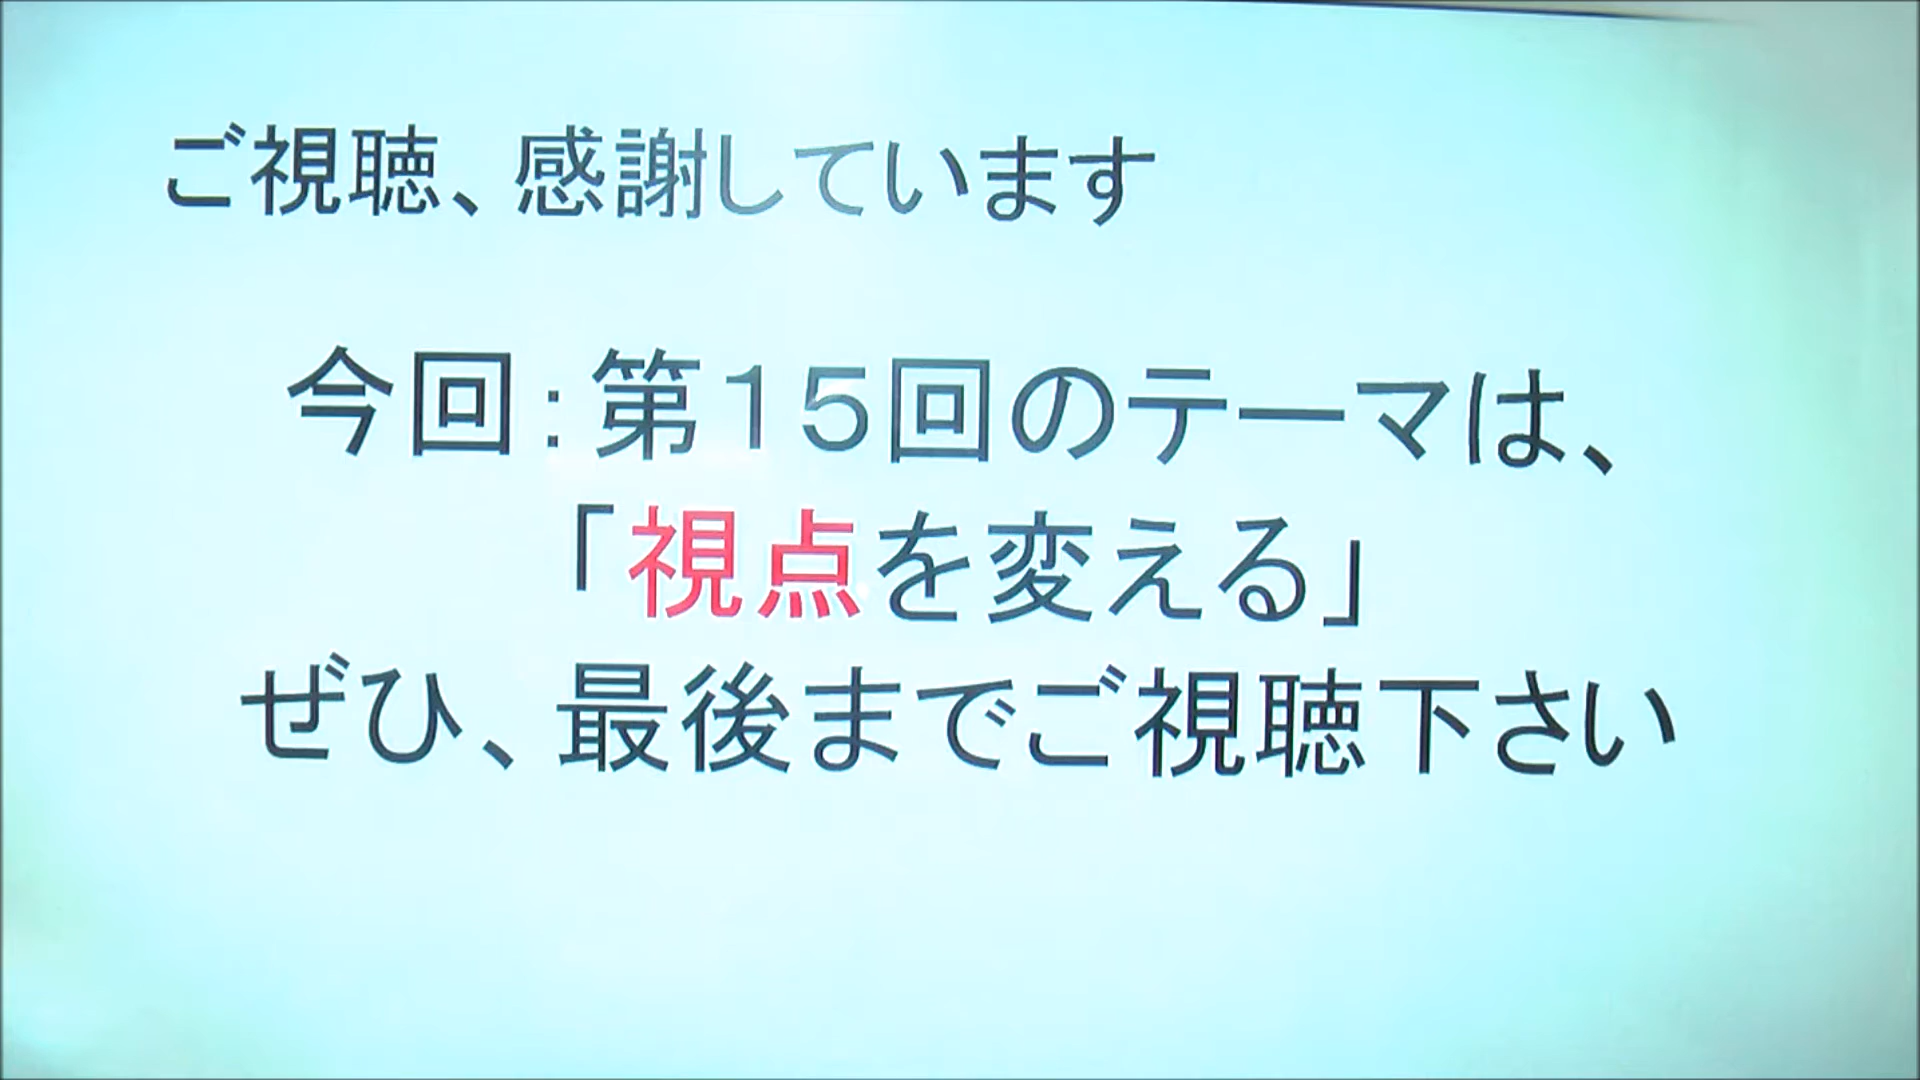 ご視聴、感謝しています
今回：第１５回のテーマは、
「視点を変える」
ぜひ、最後までご視聴下さい